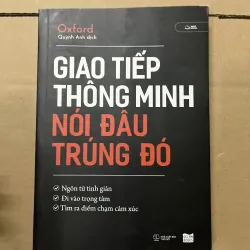 Oxford
Quỳnh Anh dịch
GIAO TIẾP
THÔNG MINH
NÓI ĐÂU
TRÚNG ĐÓ
Ngôn từ tinh giản
Đi vào trọng tâm
Tìm ra điểm chạm cảm xúc